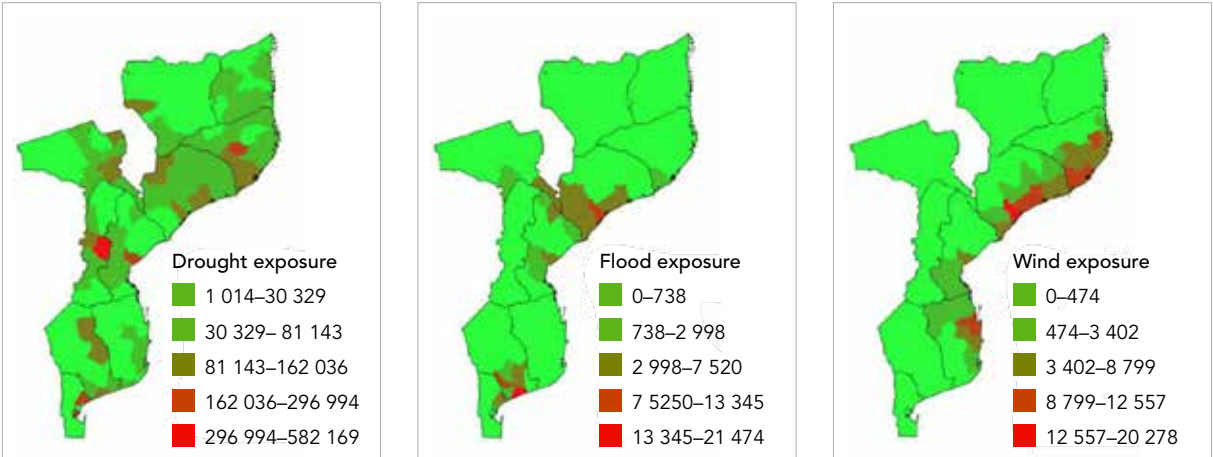 Drought exposure
1 014–30 329
30 329– 81 143
81 143–162 036
162 036–296 994
296 994–582 169
Flood exposure
0–738
738–2 998
2 998–7 520
7 5250–13 345
13 345–21 474
Wind exposure
0–474
474–3 402
3 402–8 799
8 799–12 557
12 557–20 278